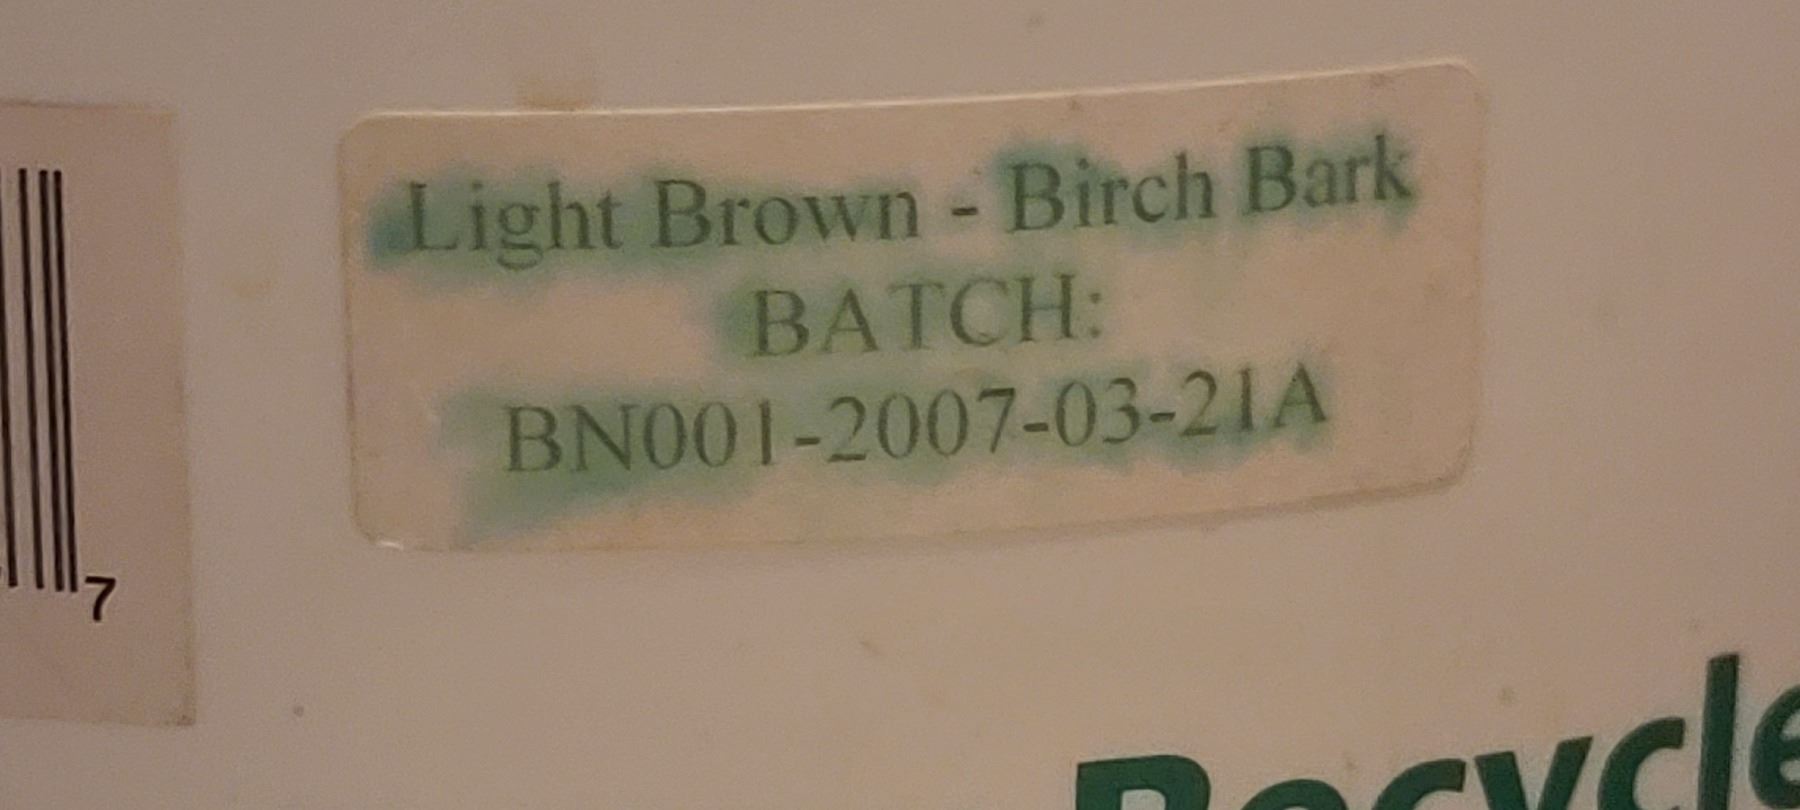 Light Brown - Birch Bark
BATCH:
BN001-2007-03-21A
7
Recycle